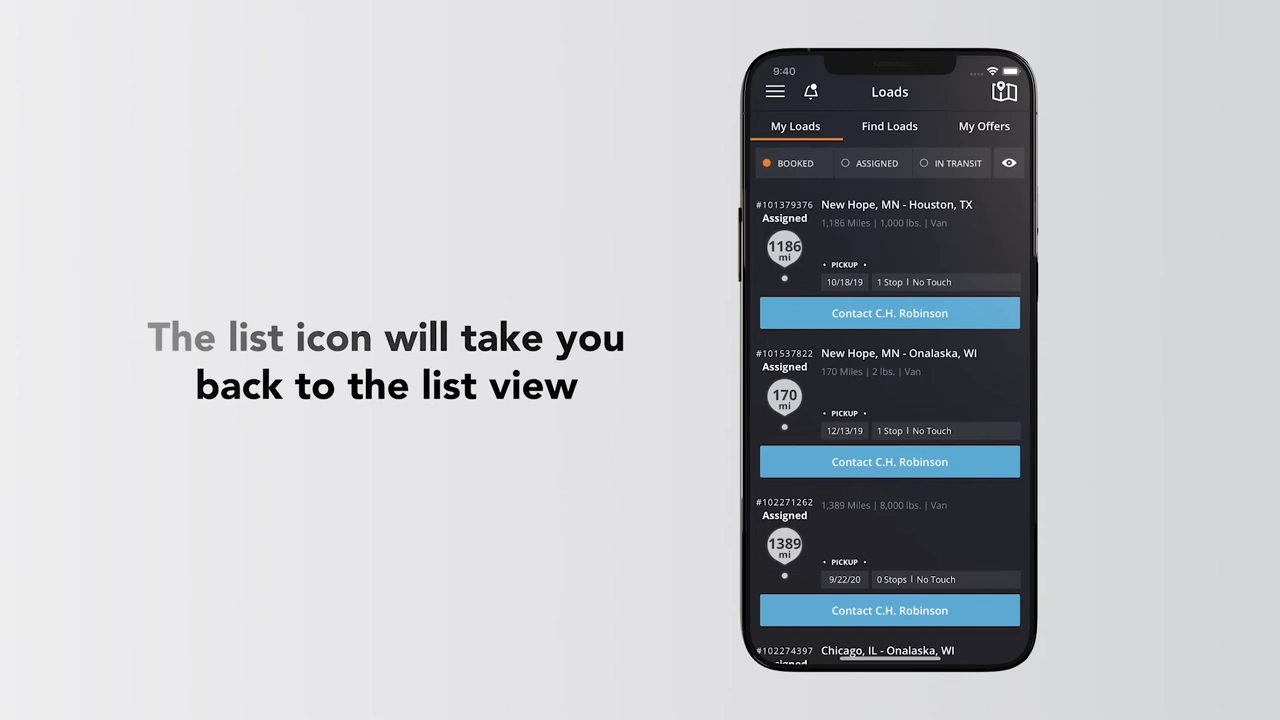 The list icon will take you
back to the list view
9:40
Loads
My Loads Find Loads My Offers
BOOKED ASSIGNED IN TRANSIT
#101379376 New Hope, MN - Houston, TX
Assigned 1,186 Miles | 1,000 lbs. | Van
1186
mi
• PICKUP •
10/18/19 1 Stop | No Touch
Contact C.H. Robinson
#101537822 New Hope, MN - Onalaska, WI
Assigned 170 Miles | 2 lbs. | Van
170
mi
• PICKUP •
12/13/19 1 Stop | No Touch
Contact C.H. Robinson
#102271262 1,389 Miles | 8,000 lbs. | Van
Assigned
1389
mi
• PICKUP •
9/22/20 0 Stops | No Touch
Contact C.H. Robinson
#102274397 Chicago, IL - Onalaska, WI